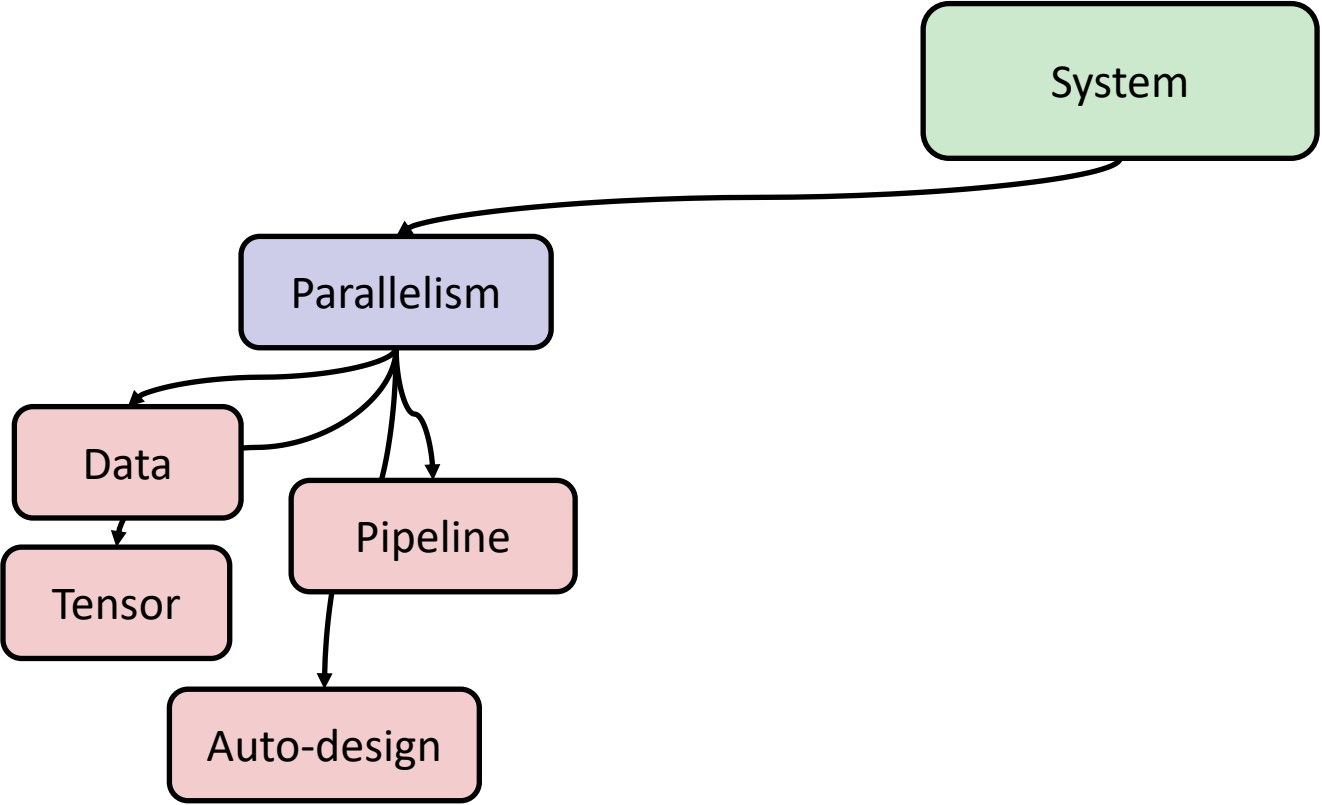 System
Parallelism
Data
Pipeline
Tensor
Auto-design